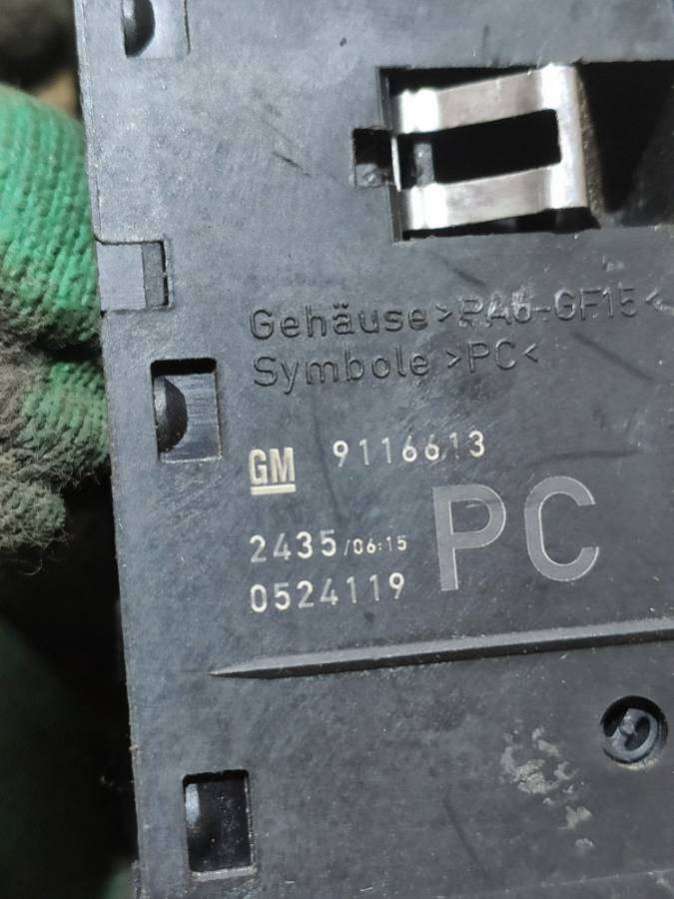 Gehäuse >PA6-GF15<
Symbole >PC<
GM 9116613
2435/06:15 PC
0524119